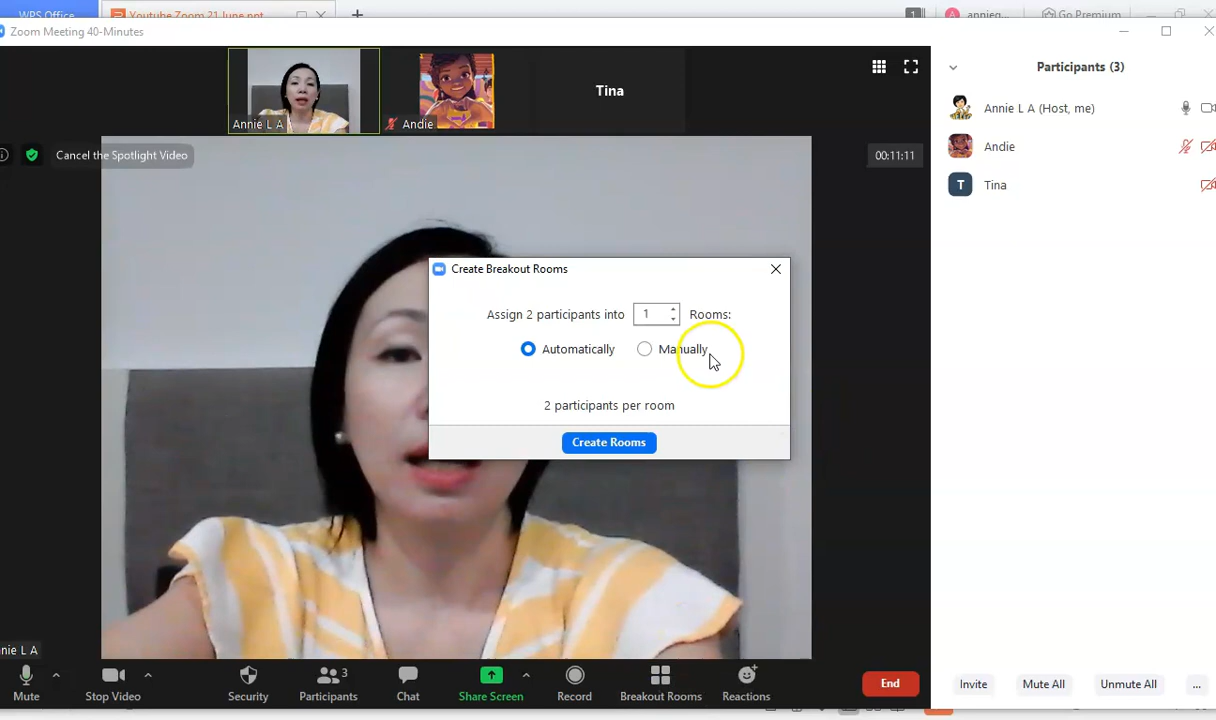 WPS Office
Youtube Zoom 21 June.ppt
Go Premium
Zoom Meeting 40-Minutes
Participants (3)
Tina
Annie L A
Andie
Annie L A (Host, me)
Andie
Tina
Cancel the Spotlight Video
00:11:11
Create Breakout Rooms
Assign 2 participants into 1 Rooms:
Automatically Manually
2 participants per room
Create Rooms
nie L A
Mute
Stop Video
Security
Participants 3
Chat
Share Screen
Record
Breakout Rooms
Reactions
End
Invite
Mute All
Unmute All
...